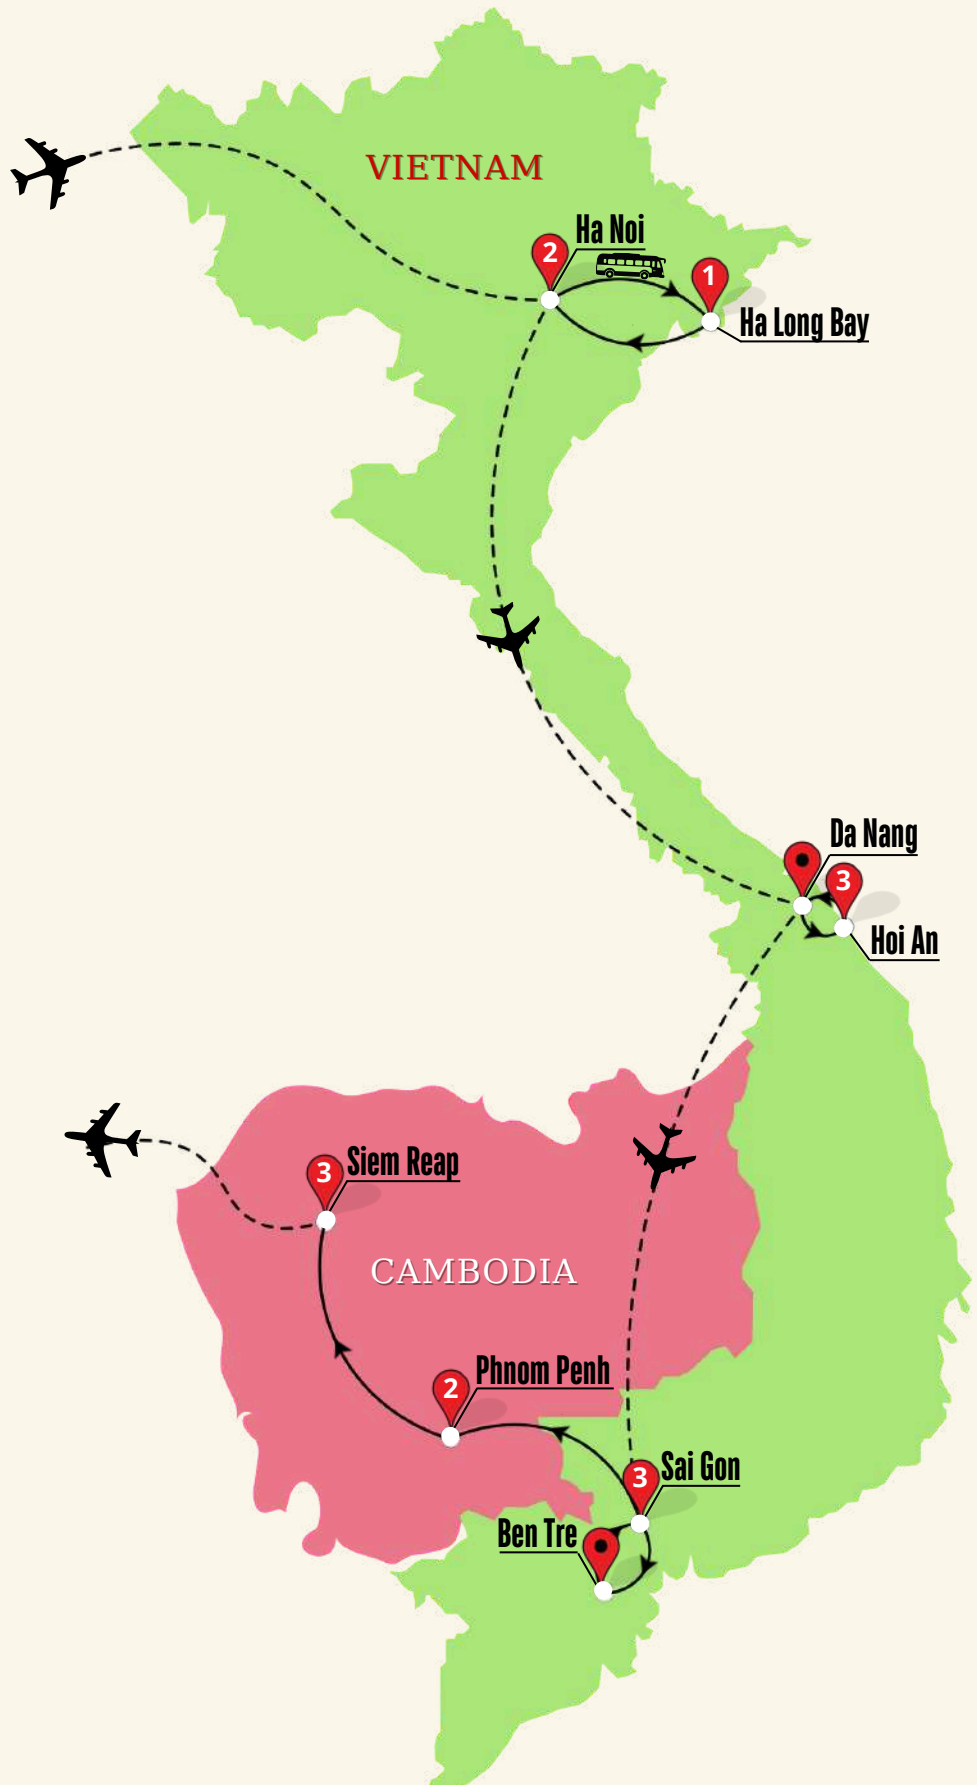 VIETNAM
Ha Noi
2
1
Ha Long Bay
Da Nang
3
Hoi An
3
Siem Reap
CAMBODIA
2
Phnom Penh
3
Sai Gon
Ben Tre